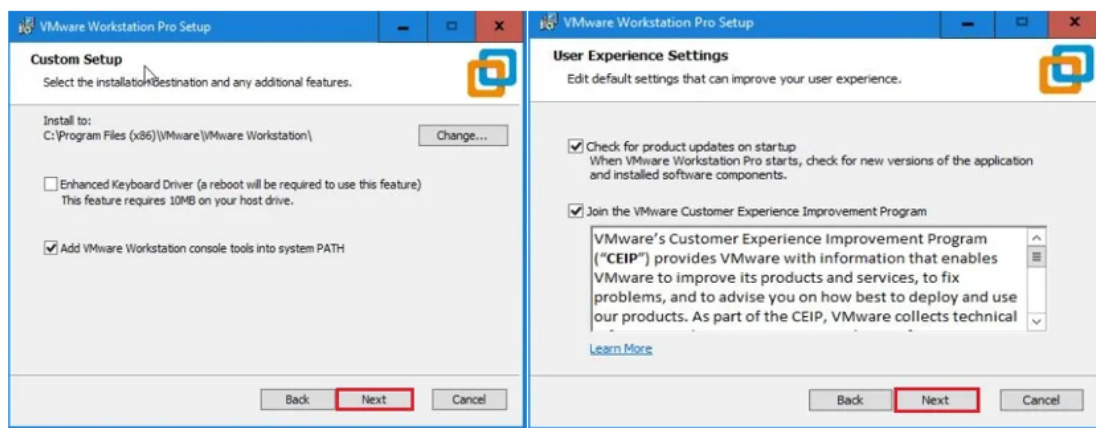 VMware Workstation Pro Setup
Custom Setup
Select the installation destination and any additional features.
Install to:
C:\Program Files (x86)\VMware\VMware Workstation\
Change...
Enhanced Keyboard Driver (a reboot will be required to use this feature)
This feature requires 10MB on your host drive.
Add VMware Workstation console tools into system PATH
Back
Next
Cancel
VMware Workstation Pro Setup
User Experience Settings
Edit default settings that can improve your user experience.
Check for product updates on startup
When VMware Workstation Pro starts, check for new versions of the application
and installed software components.
Join the VMware Customer Experience Improvement Program
VMware's Customer Experience Improvement Program
("CEIP") provides VMware with information that enables
VMware to improve its products and services, to fix
problems, and to advise you on how best to deploy and use
our products. As part of the CEIP, VMware collects technical
Learn More
Back
Next
Cancel